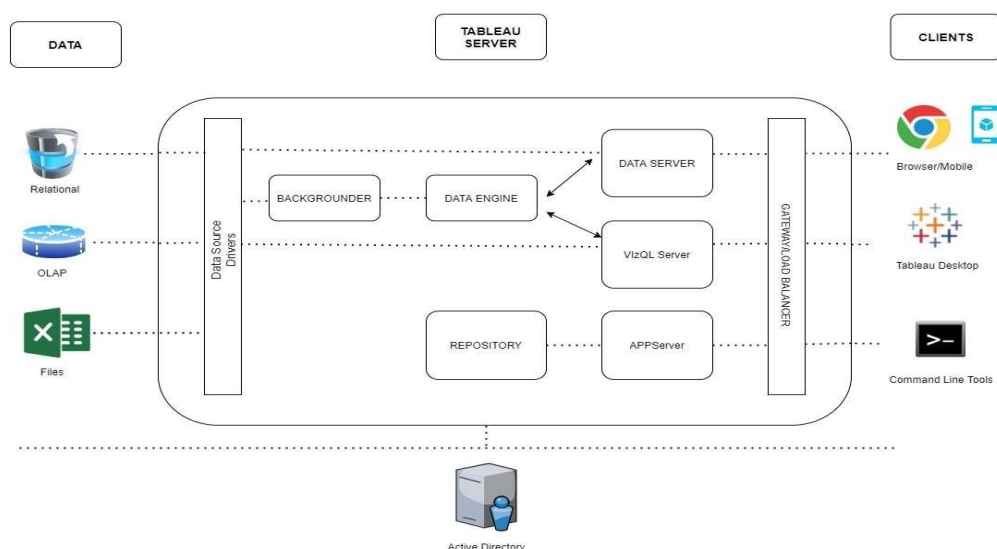 DATA
TABLEAU
SERVER
CLIENTS
Relational
OLAP
Files
Data Source
Drivers
BACKGROUNDER
DATA ENGINE
DATA SERVER
VIzQL Server
REPOSITORY
APPServer
GATEWAY/LOAD BALANCER
Browser/Mobile
Tableau Desktop
>-
Command Line Tools
Active Directory